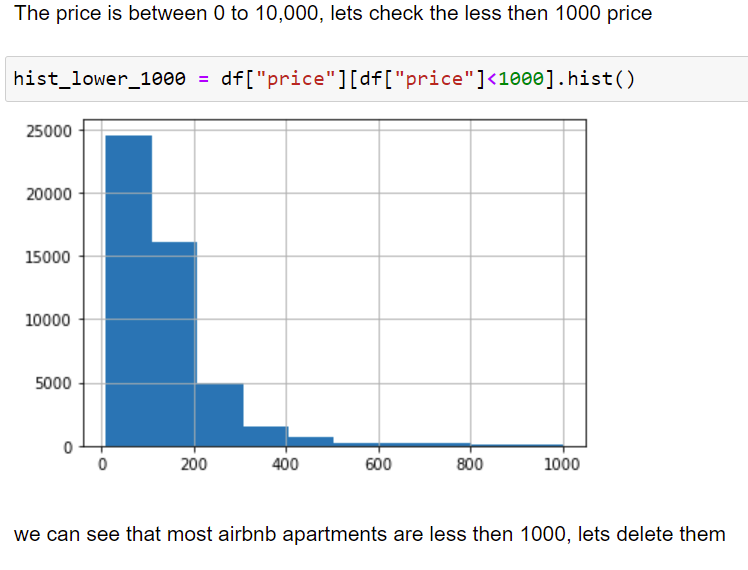 The price is between 0 to 10,000, lets check the less then 1000 price
hist_lower_1000 = df["price"][df["price"]<1000].hist()
25000
20000
15000
10000
5000
0
0 200 400 600 800 1000
we can see that most airbnb apartments are less then 1000, lets delete them